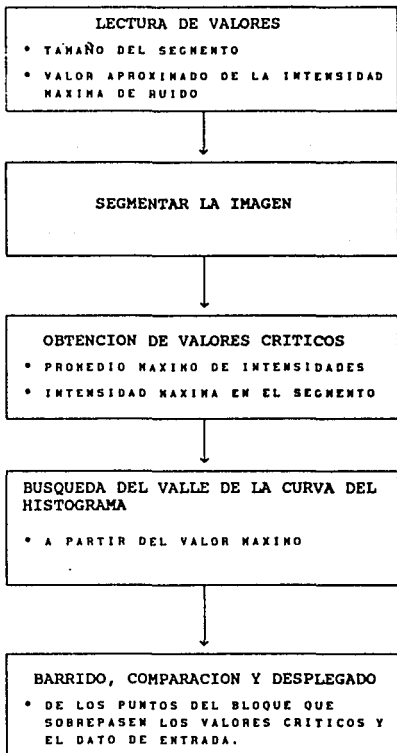 LECTURA DE VALORES
• TAMAÑO DEL SEGMENTO
• VALOR APROXIMADO DE LA INTENSIDAD
MAXIMA DE RUIDO
SEGMENTAR LA IMAGEN
OBTENCION DE VALORES CRITICOS
• PROMEDIO MAXIMO DE INTENSIDADES
• INTENSIDAD MAXIMA EN EL SEGMENTO
BUSQUEDA DEL VALLE DE LA CURVA DEL
HISTOGRAMA
• A PARTIR DEL VALOR MAXIMO
BARRIDO, COMPARACION Y DESPLEGADO
• DE LOS PUNTOS DEL BLOQUE QUE
SOBREPASEN LOS VALORES CRITICOS Y
EL DATO DE ENTRADA.